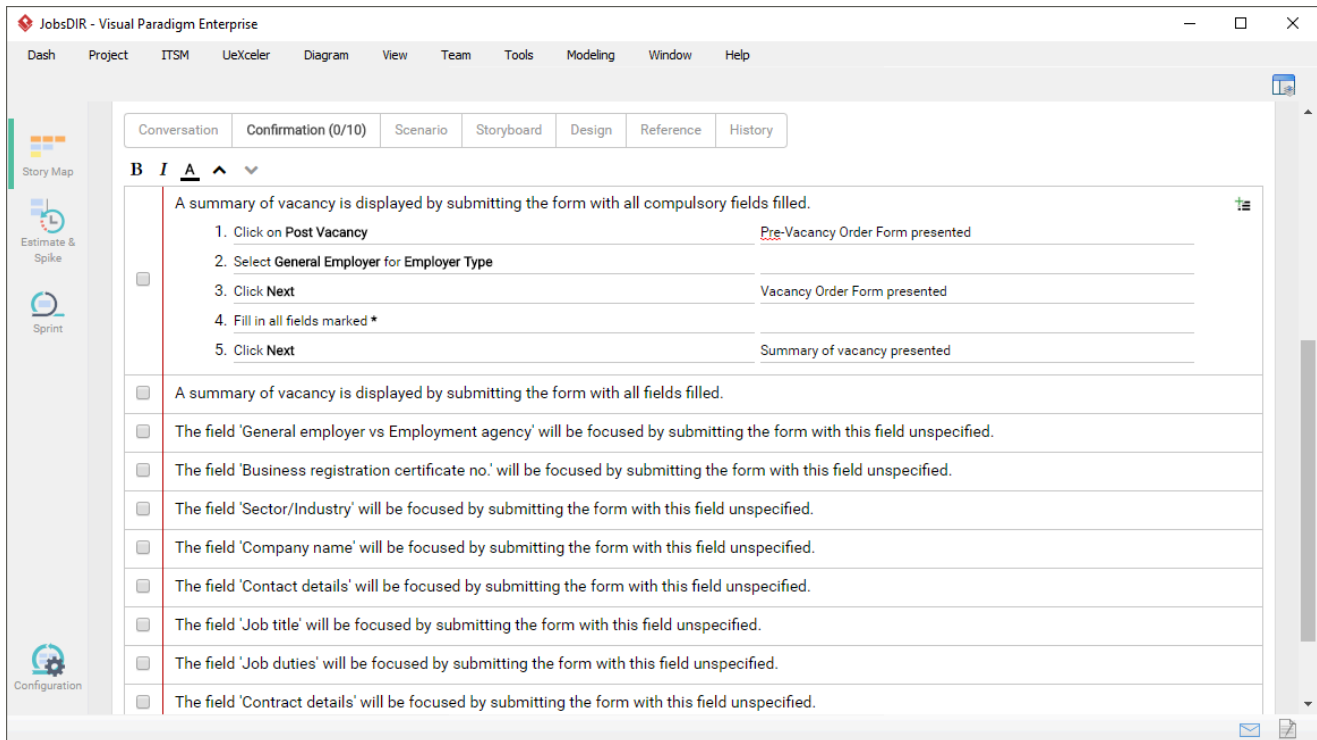 JobsDIR - Visual Paradigm Enterprise
Dash Project ITSM UeXceler Diagram View Team Tools Modeling Window Help
Conversation Confirmation (0/10) Scenario Storyboard Design Reference History
Story Map
B I A
A summary of vacancy is displayed by submitting the form with all compulsory fields filled.
1. Click on Post Vacancy Pre-Vacancy Order Form presented
Estimate & Spike
2. Select General Employer for Employer Type
3. Click Next Vacancy Order Form presented
Sprint
4. Fill in all fields marked *
5. Click Next Summary of vacancy presented
A summary of vacancy is displayed by submitting the form with all fields filled.
The field 'General employer vs Employment agency' will be focused by submitting the form with this field unspecified.
The field 'Business registration certificate no.' will be focused by submitting the form with this field unspecified.
The field 'Sector/Industry' will be focused by submitting the form with this field unspecified.
The field 'Company name' will be focused by submitting the form with this field unspecified.
The field 'Contact details' will be focused by submitting the form with this field unspecified.
The field 'Job title' will be focused by submitting the form with this field unspecified.
The field 'Job duties' will be focused by submitting the form with this field unspecified.
Configuration
The field 'Contract details' will be focused by submitting the form with this field unspecified.